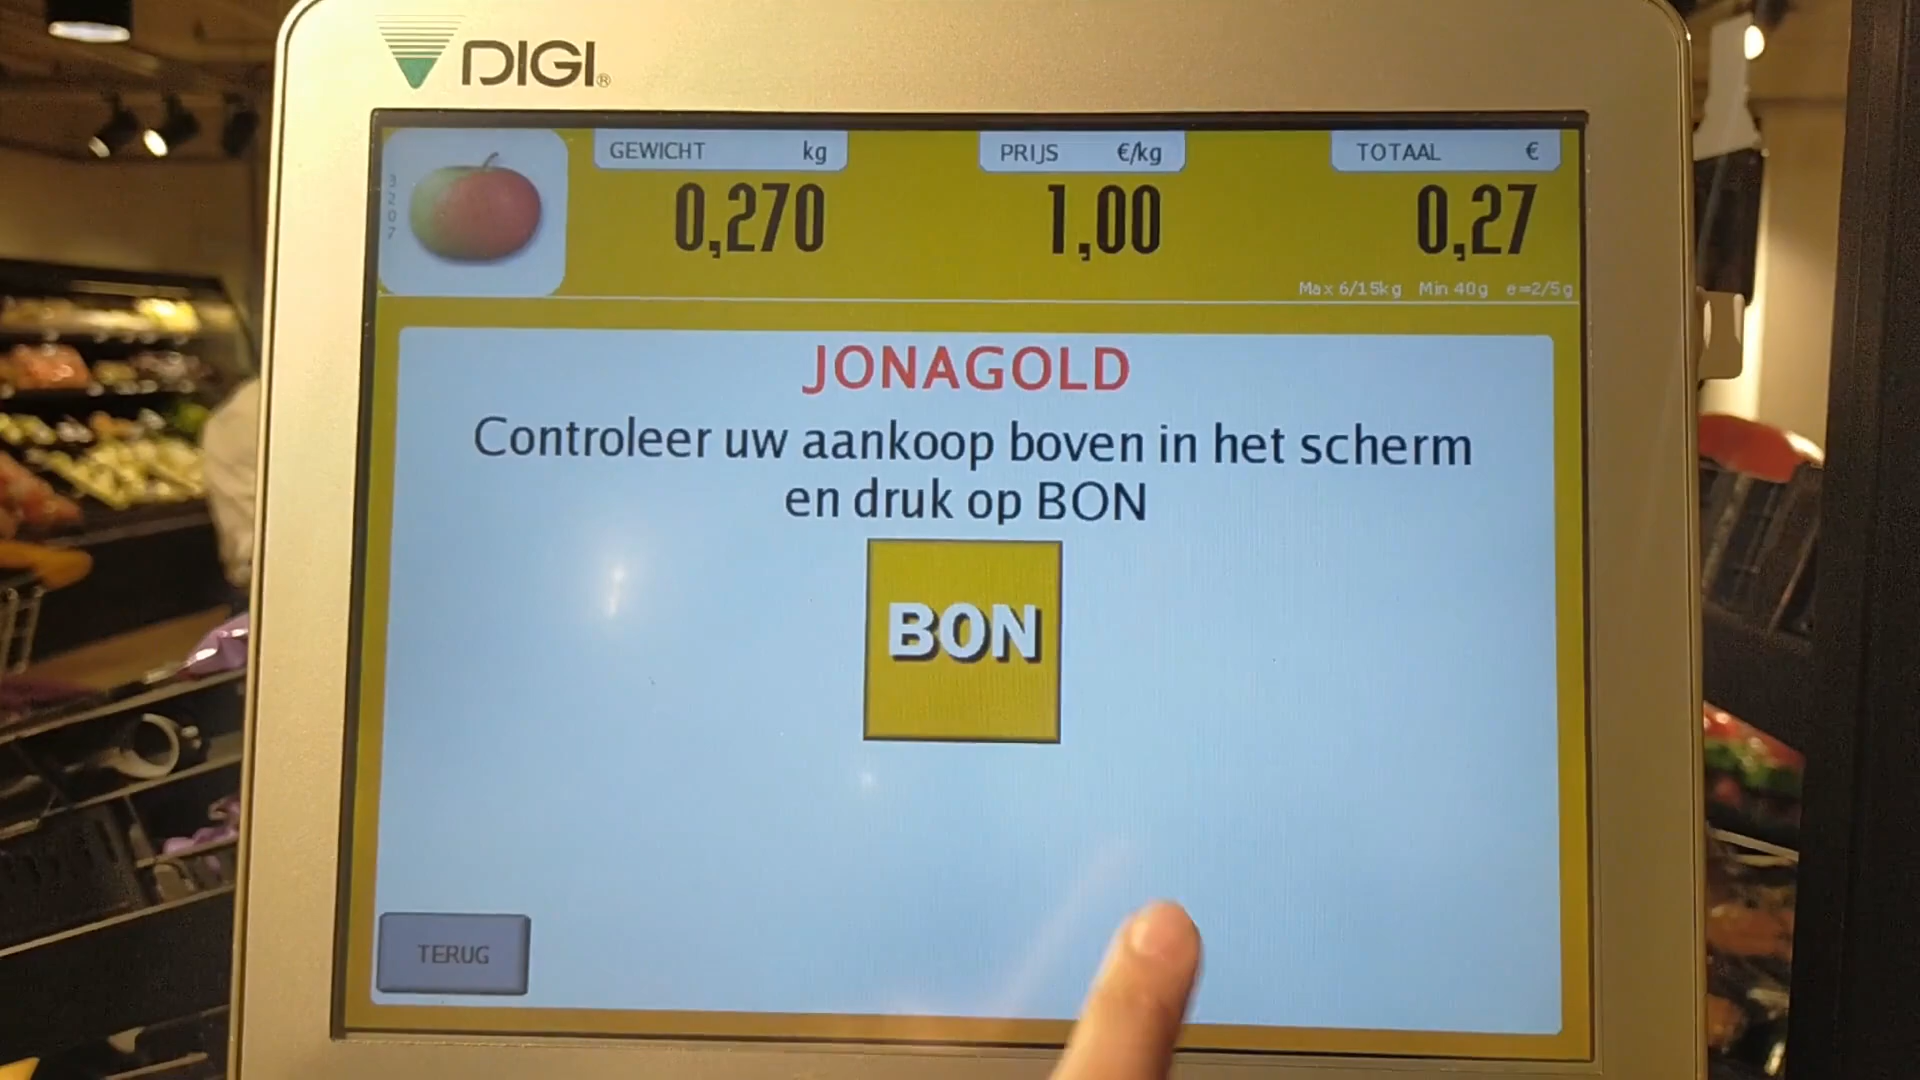 DIGI®
GEWICHT kg
PRIJS €/kg
TOTAAL €
3207
0,270
1,00
0,27
Max 6/15kg Min 40g e=2/5g
JONAGOLD
Controleer uw aankoop boven in het scherm
en druk op BON
BON
TERUG